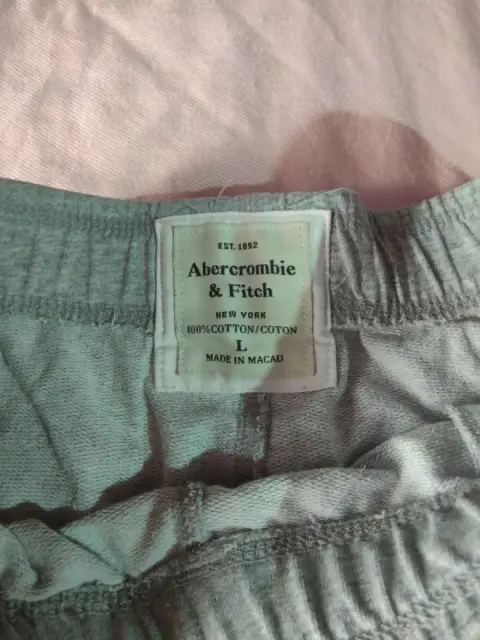 EST. 1892
Abercrombie
& Fitch
NEW YORK
100%COTTON/COTON
L
MADE IN MACAU